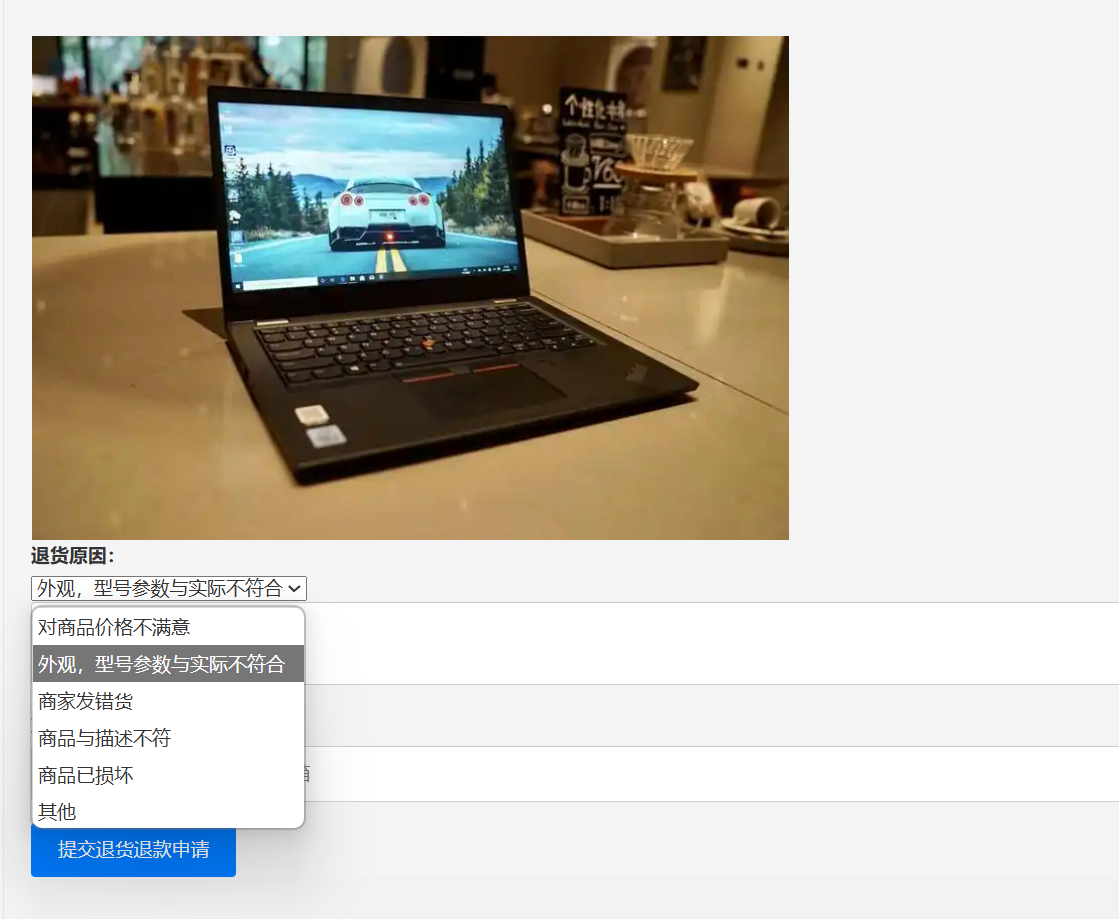 个性化
退货原因：
外观，型号参数与实际不符合
对商品价格不满意
外观，型号参数与实际不符合
商家发错货
商品与描述不符
商品已损坏
其他
提交退货退款申请